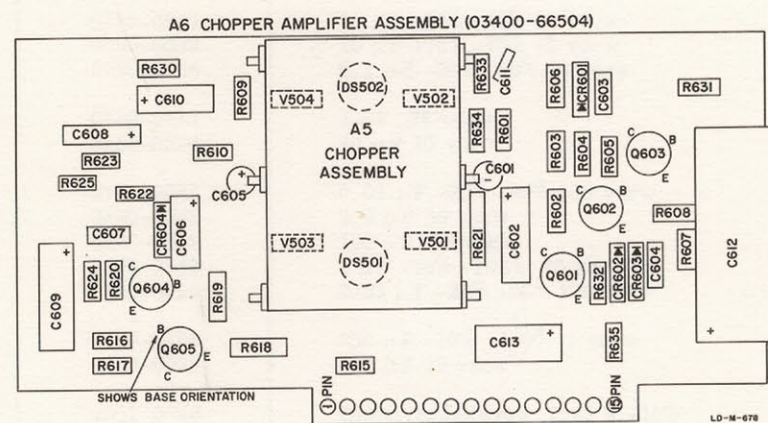 A6 CHOPPER AMPLIFIER ASSEMBLY (03400-66504)
R630
+ C610
R609
C608 +
R623
R610
R625
R622
C605
+
CR604
C606
+
C607
C609
+
R624
R620
C
Q604
B
E
R619
R616
R617
B
Q605
E
C
R618
SHOWS BASE ORIENTATION
DS502
V504
V502
A5
CHOPPER
ASSEMBLY
V503
V501
DS501
R633
C611
R634
R601
C601
-
R621
C602
+
R606
CR601
C603
R631
R603
R604
R605
C
Q603
B
E
C
Q602
B
E
R602
R608
R607
C
Q601
B
E
R632
CR602
CR603
C604
C612
+
C613 +
R635
R615
1 PIN
15 PIN
LD-M-678